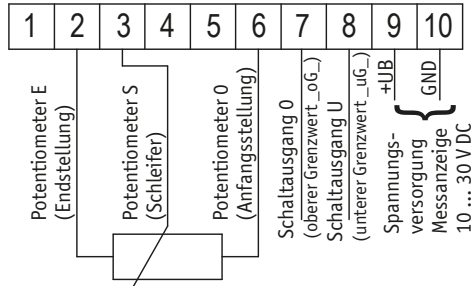 1 2 3 4 5 6 7 8 9 10
Potentiometer E
(Endstellung)
Potentiometer S
(Schleifer)
Potentiometer 0
(Anfangsstellung)
Schaltausgang O
(oberer Grenzwert _oG_)
Schaltausgang U
(unterer Grenzwert _uG_)
+UB
GND
Spannungs-
versorgung
Messanzeige
10 ... 30 V DC